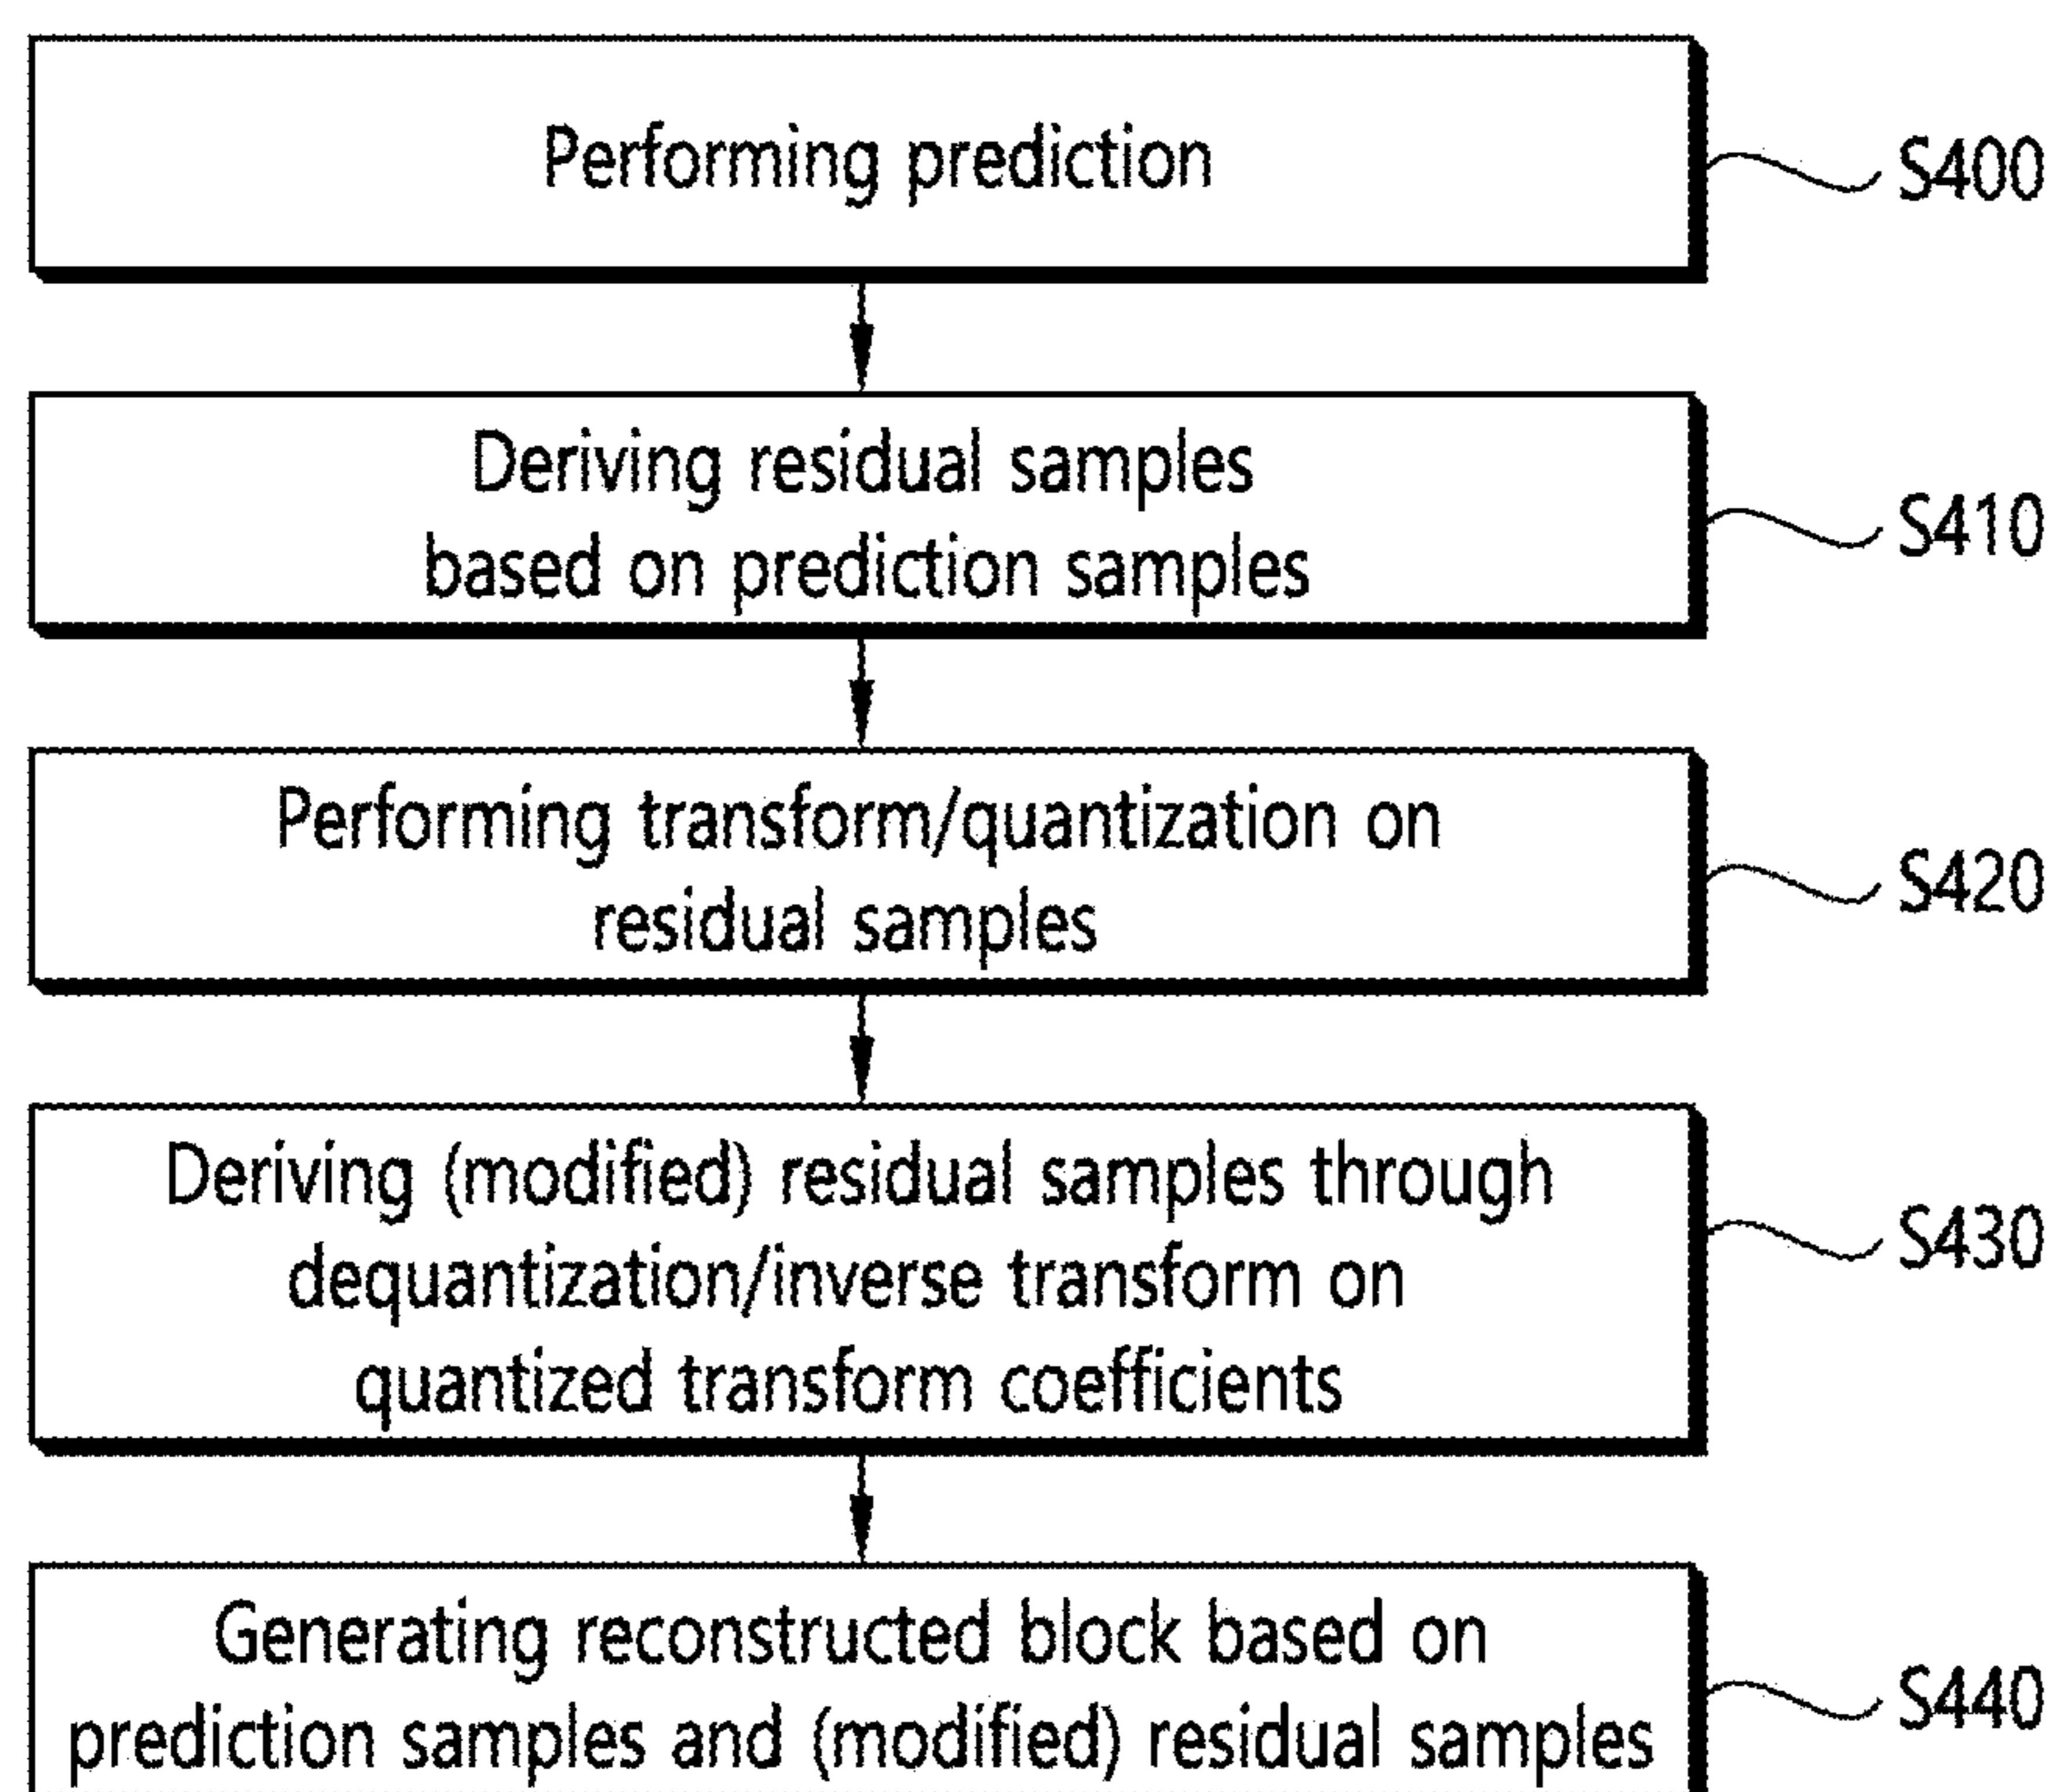 Performing prediction
S400
Deriving residual samples
based on prediction samples
S410
Performing transform/quantization on
residual samples
S420
Deriving (modified) residual samples through
dequantization/inverse transform on
quantized transform coefficients
S430
Generating reconstructed block based on
prediction samples and (modified) residual samples
S440